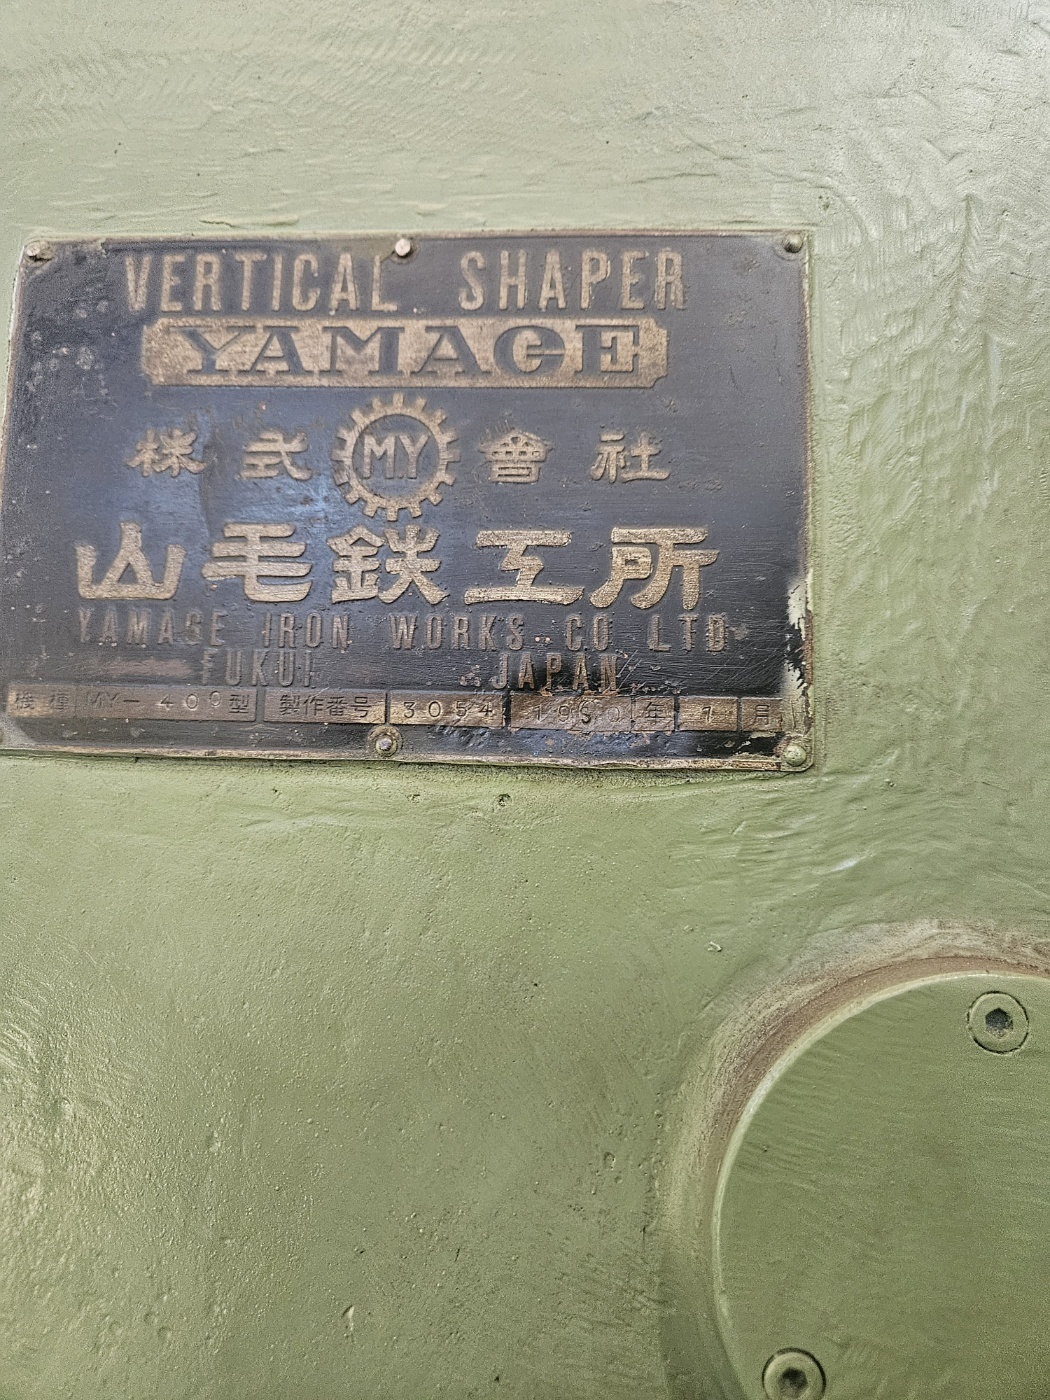 VERTICAL SHAPER
YAMAGE
株式 MY 會社
山毛鉄工所
YAMAGE IRON WORKS CO LTD
FUKUI JAPAN
機種 MY-400型 製作番号 3054 年 7 月